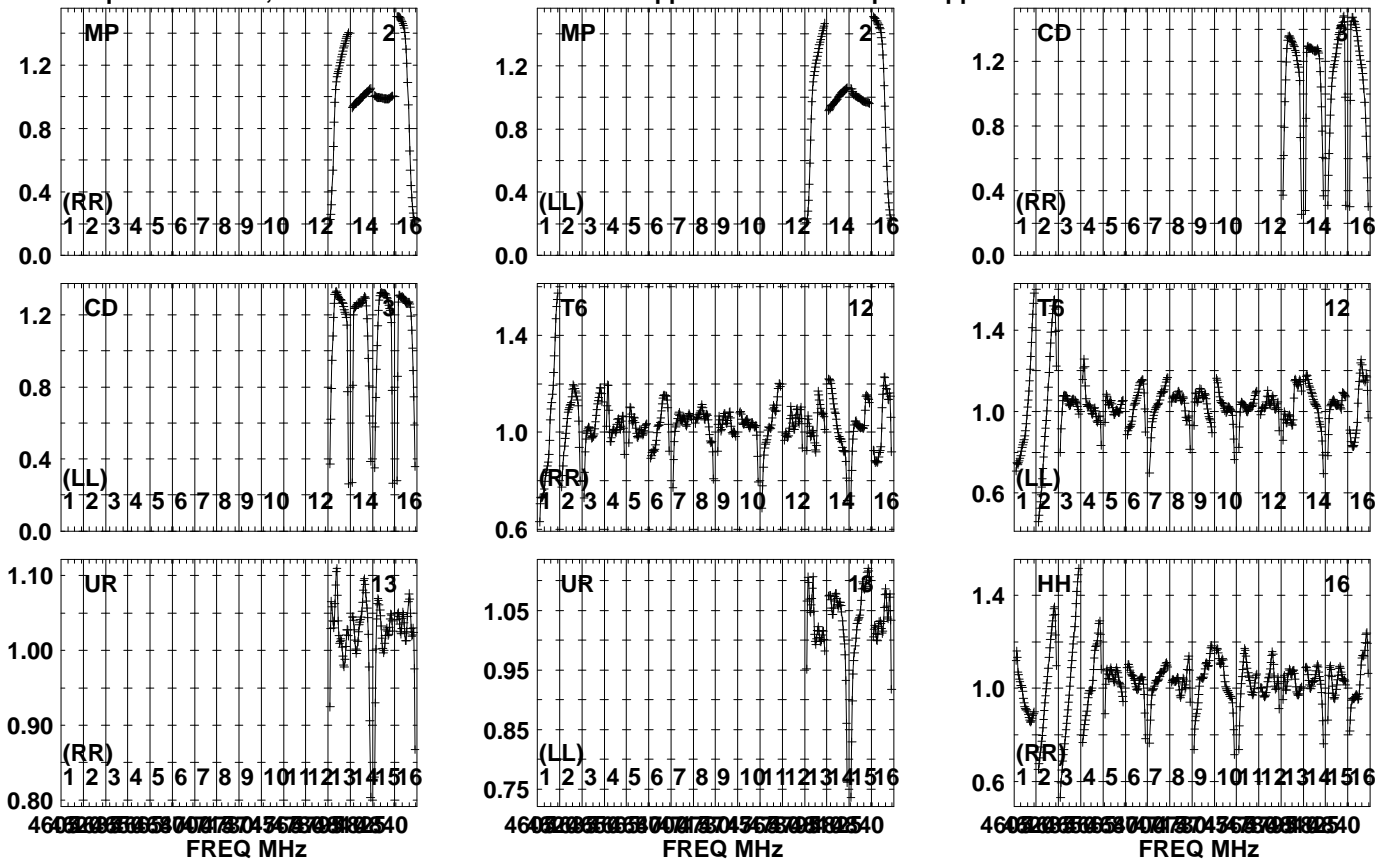 MP 2
1.2
0.8
0.4
(RR)
1 2 3 4 5 6 7 8 9 10 12 14 16
0.0
MP 2
1.2
0.8
0.4
(LL)
1 2 3 4 5 6 7 8 9 10 12 14 16
0.0
CD 3
1.2
0.8
0.4
(RR)
1 2 3 4 5 6 7 8 9 10 12 14 16
0.0
CD 3
1.2
0.8
0.4
(LL)
1 2 3 4 5 6 7 8 9 10 12 14 16
0.0
T6 12
1.4
1.0
(RR)
1 2 3 4 5 6 7 8 9 10 12 14 16
0.6
T6 12
1.4
1.0
(LL)
0.6
1 2 3 4 5 6 7 8 9 10 12 14 16
UR 13
1.10
1.00
0.90
(RR)
1 2 3 4 5 6 7 8 9 10 11 12 13 14 15 16
0.80
FREQ MHz
UR 13
1.05
0.95
0.85
(LL)
1 2 3 4 5 6 7 8 9 10 11 12 13 14 15 16
0.75
FREQ MHz
HH 16
1.4
1.0
(RR)
0.6
1 2 3 4 5 6 7 8 9 10 11 12 13 14 15 16
FREQ MHz